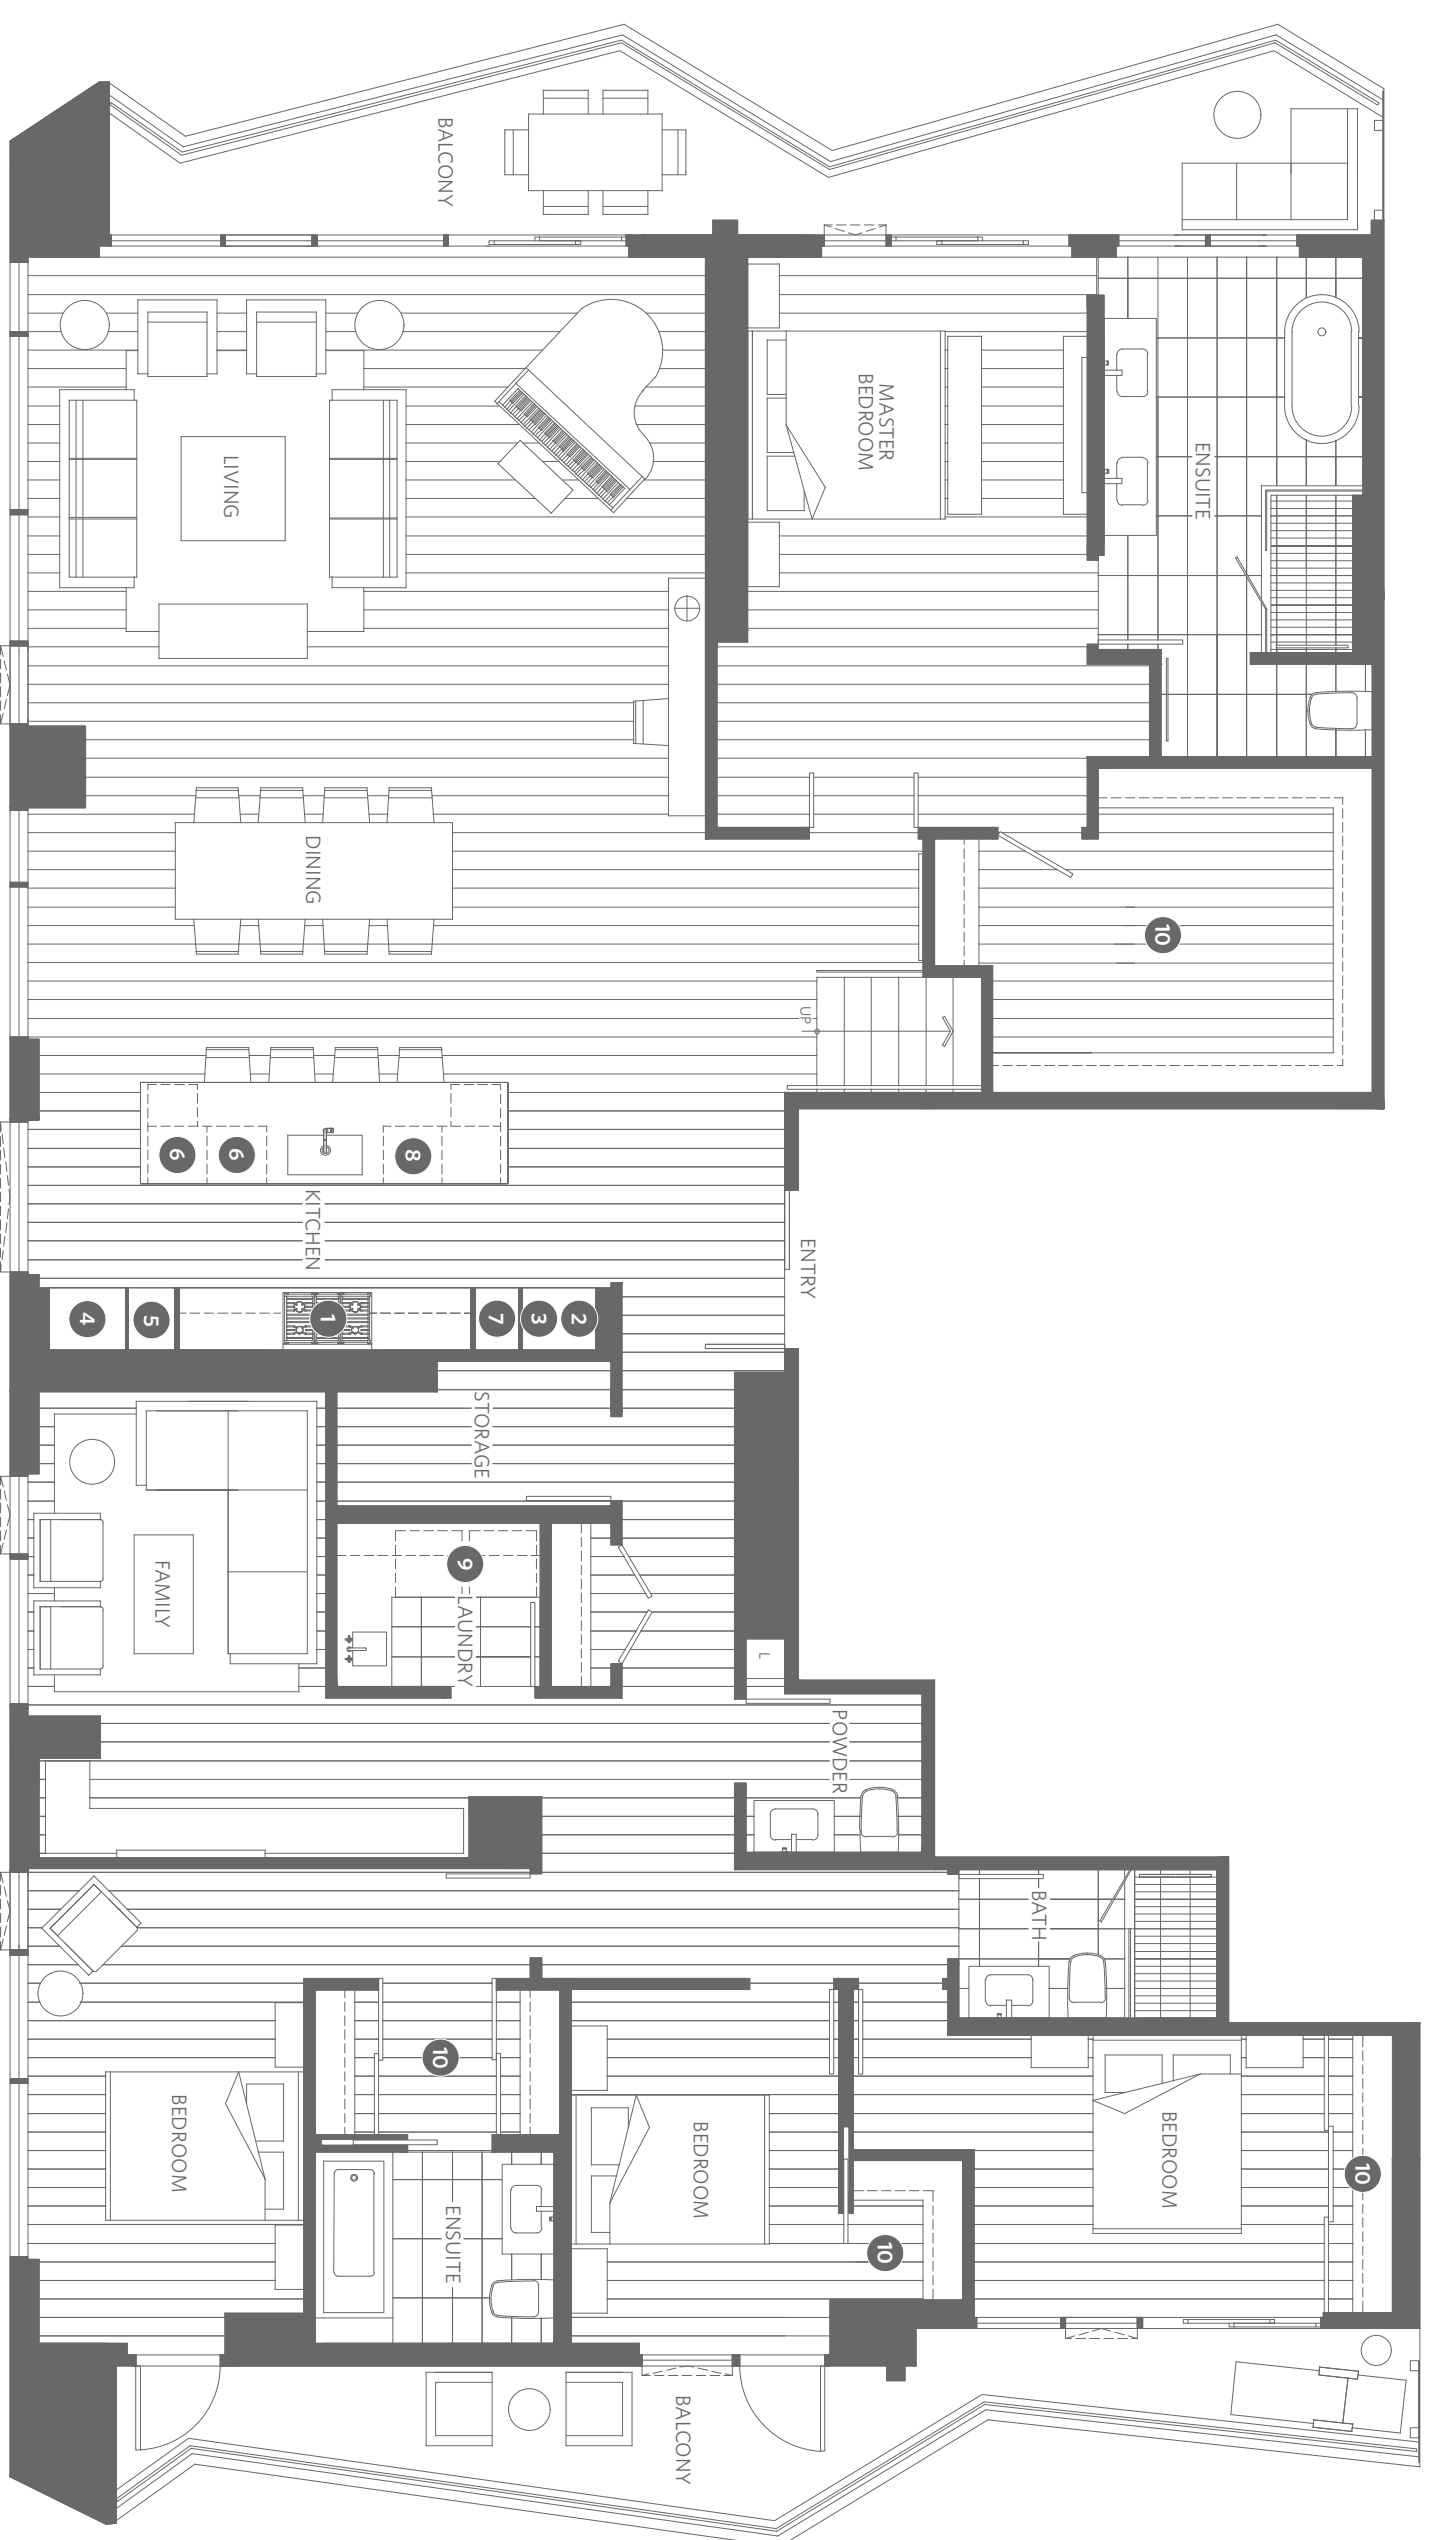 BALCONY
LIVING
MASTER
BEDROOM
ENSUITE
DINING
10
UP
6
6
8
KITCHEN
ENTRY
4
5
1
7
3
2
STORAGE
FAMILY
9
LAUNDRY
L
POWDER
BATH
10
BEDROOM
ENSUITE
BEDROOM
10
BEDROOM
10
BALCONY